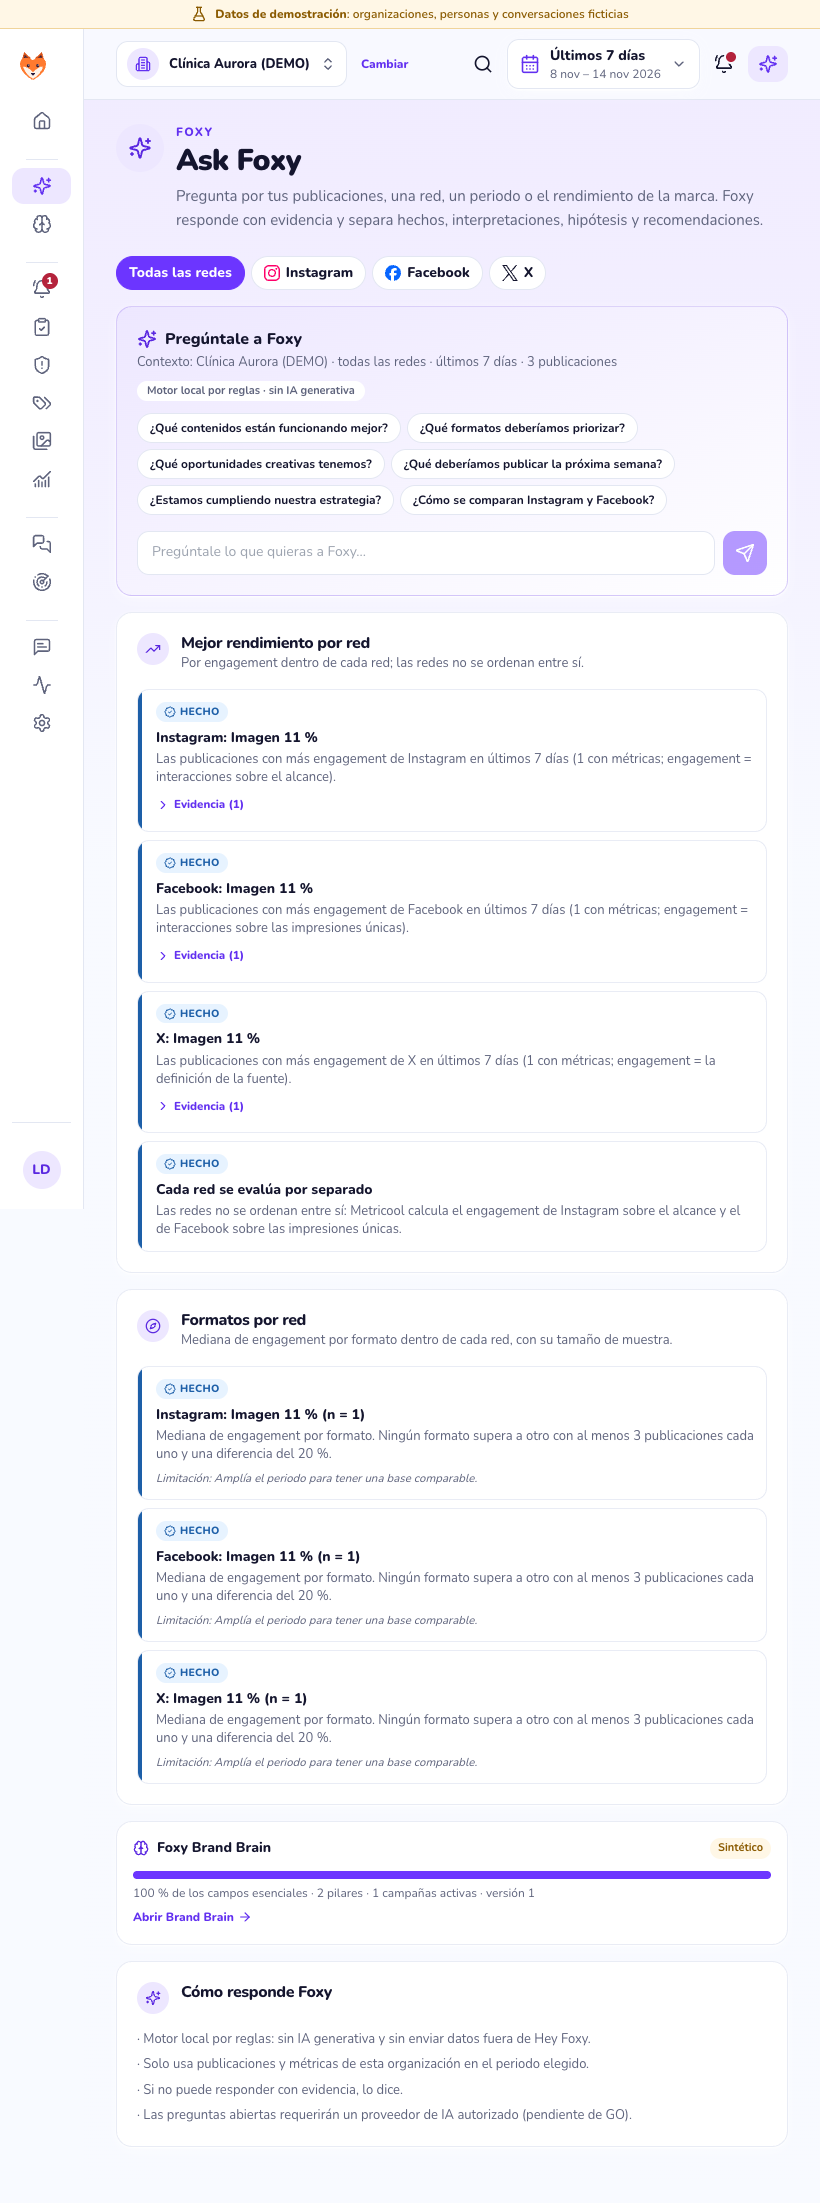 Datos de demostración: organizaciones, personas y conversaciones ficticias
Clínica Aurora (DEMO)
Cambiar
Últimos 7 días
8 nov – 14 nov 2026
FOXY
Ask Foxy
Pregunta por tus publicaciones, una red, un periodo o el rendimiento de la marca. Foxy
responde con evidencia y separa hechos, interpretaciones, hipótesis y recomendaciones.
Todas las redes
Instagram
Facebook
X
1
Pregúntale a Foxy
Contexto: Clínica Aurora (DEMO) · todas las redes · últimos 7 días · 3 publicaciones
Motor local por reglas · sin IA generativa
¿Qué contenidos están funcionando mejor?
¿Qué formatos deberíamos priorizar?
¿Qué oportunidades creativas tenemos?
¿Qué deberíamos publicar la próxima semana?
¿Estamos cumpliendo nuestra estrategia?
¿Cómo se comparan Instagram y Facebook?
Pregúntale lo que quieras a Foxy...
Mejor rendimiento por red
Por engagement dentro de cada red; las redes no se ordenan entre sí.
HECHO
Instagram: Imagen 11 %
Las publicaciones con más engagement de Instagram en últimos 7 días (1 con métricas; engagement =
interacciones sobre el alcance).
Evidencia (1)
HECHO
Facebook: Imagen 11 %
Las publicaciones con más engagement de Facebook en últimos 7 días (1 con métricas; engagement =
interacciones sobre las impresiones únicas).
Evidencia (1)
HECHO
X: Imagen 11 %
Las publicaciones con más engagement de X en últimos 7 días (1 con métricas; engagement = la
definición de la fuente).
Evidencia (1)
HECHO
Cada red se evalúa por separado
Las redes no se ordenan entre sí: Metricool calcula el engagement de Instagram sobre el alcance y el
de Facebook sobre las impresiones únicas.
LD
Formatos por red
Mediana de engagement por formato dentro de cada red, con su tamaño de muestra.
HECHO
Instagram: Imagen 11 % (n = 1)
Mediana de engagement por formato. Ningún formato supera a otro con al menos 3 publicaciones cada
uno y una diferencia del 20 %.
Limitación: Amplía el periodo para tener una base comparable.
HECHO
Facebook: Imagen 11 % (n = 1)
Mediana de engagement por formato. Ningún formato supera a otro con al menos 3 publicaciones cada
uno y una diferencia del 20 %.
Limitación: Amplía el periodo para tener una base comparable.
HECHO
X: Imagen 11 % (n = 1)
Mediana de engagement por formato. Ningún formato supera a otro con al menos 3 publicaciones cada
uno y una diferencia del 20 %.
Limitación: Amplía el periodo para tener una base comparable.
Foxy Brand Brain
Sintético
100 % de los campos esenciales · 2 pilares · 1 campañas activas · versión 1
Abrir Brand Brain
Cómo responde Foxy
· Motor local por reglas: sin IA generativa y sin enviar datos fuera de Hey Foxy.
· Solo usa publicaciones y métricas de esta organización en el periodo elegido.
· Si no puede responder con evidencia, lo dice.
· Las preguntas abiertas requerirán un proveedor de IA autorizado (pendiente de GO).